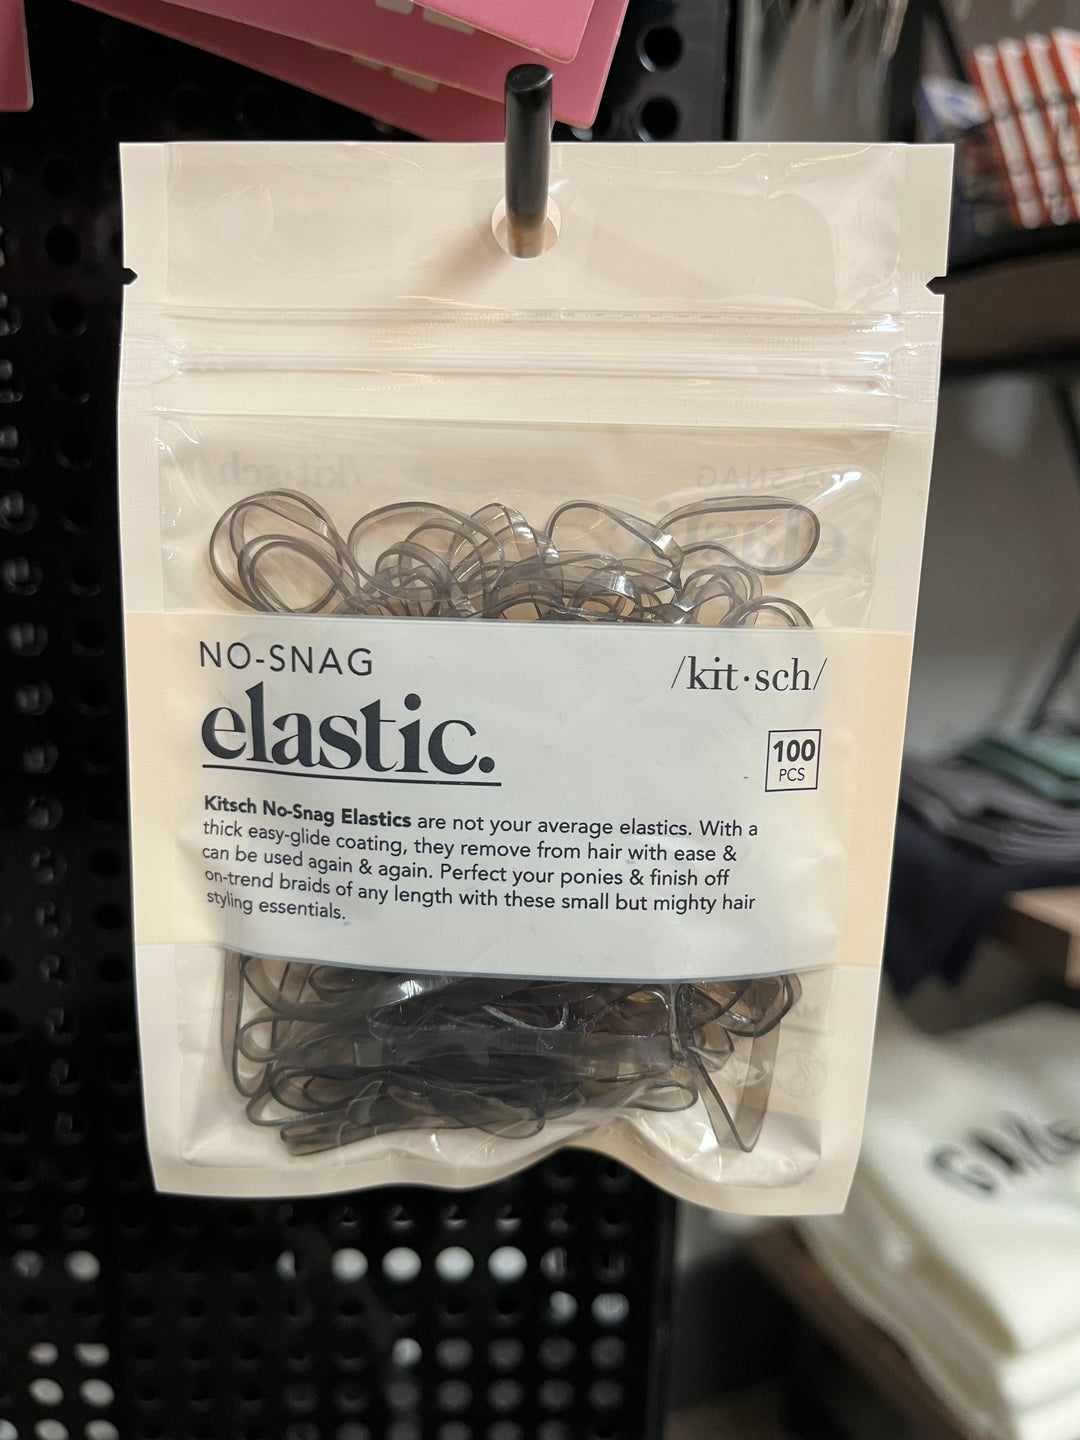 NO-SNAG
elastic.
/kit·sch/
100
PCS
Kitsch No-Snag Elastics are not your average elastics. With a
thick easy-glide coating, they remove from hair with ease &
can be used again & again. Perfect your ponies & finish off
on-trend braids of any length with these small but mighty hair
styling essentials.